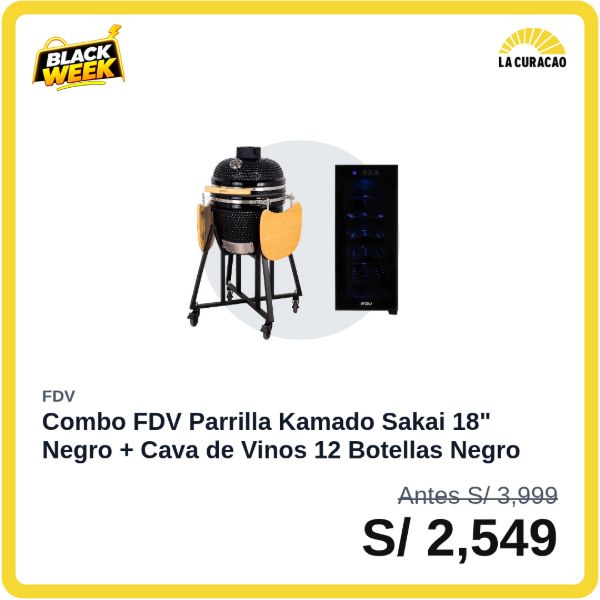 BLACK
WEEK
LA CURACAO
FDV
FDV
Combo FDV Parrilla Kamado Sakai 18"
Negro + Cava de Vinos 12 Botellas Negro
Antes S/ 3,999
S/ 2,549